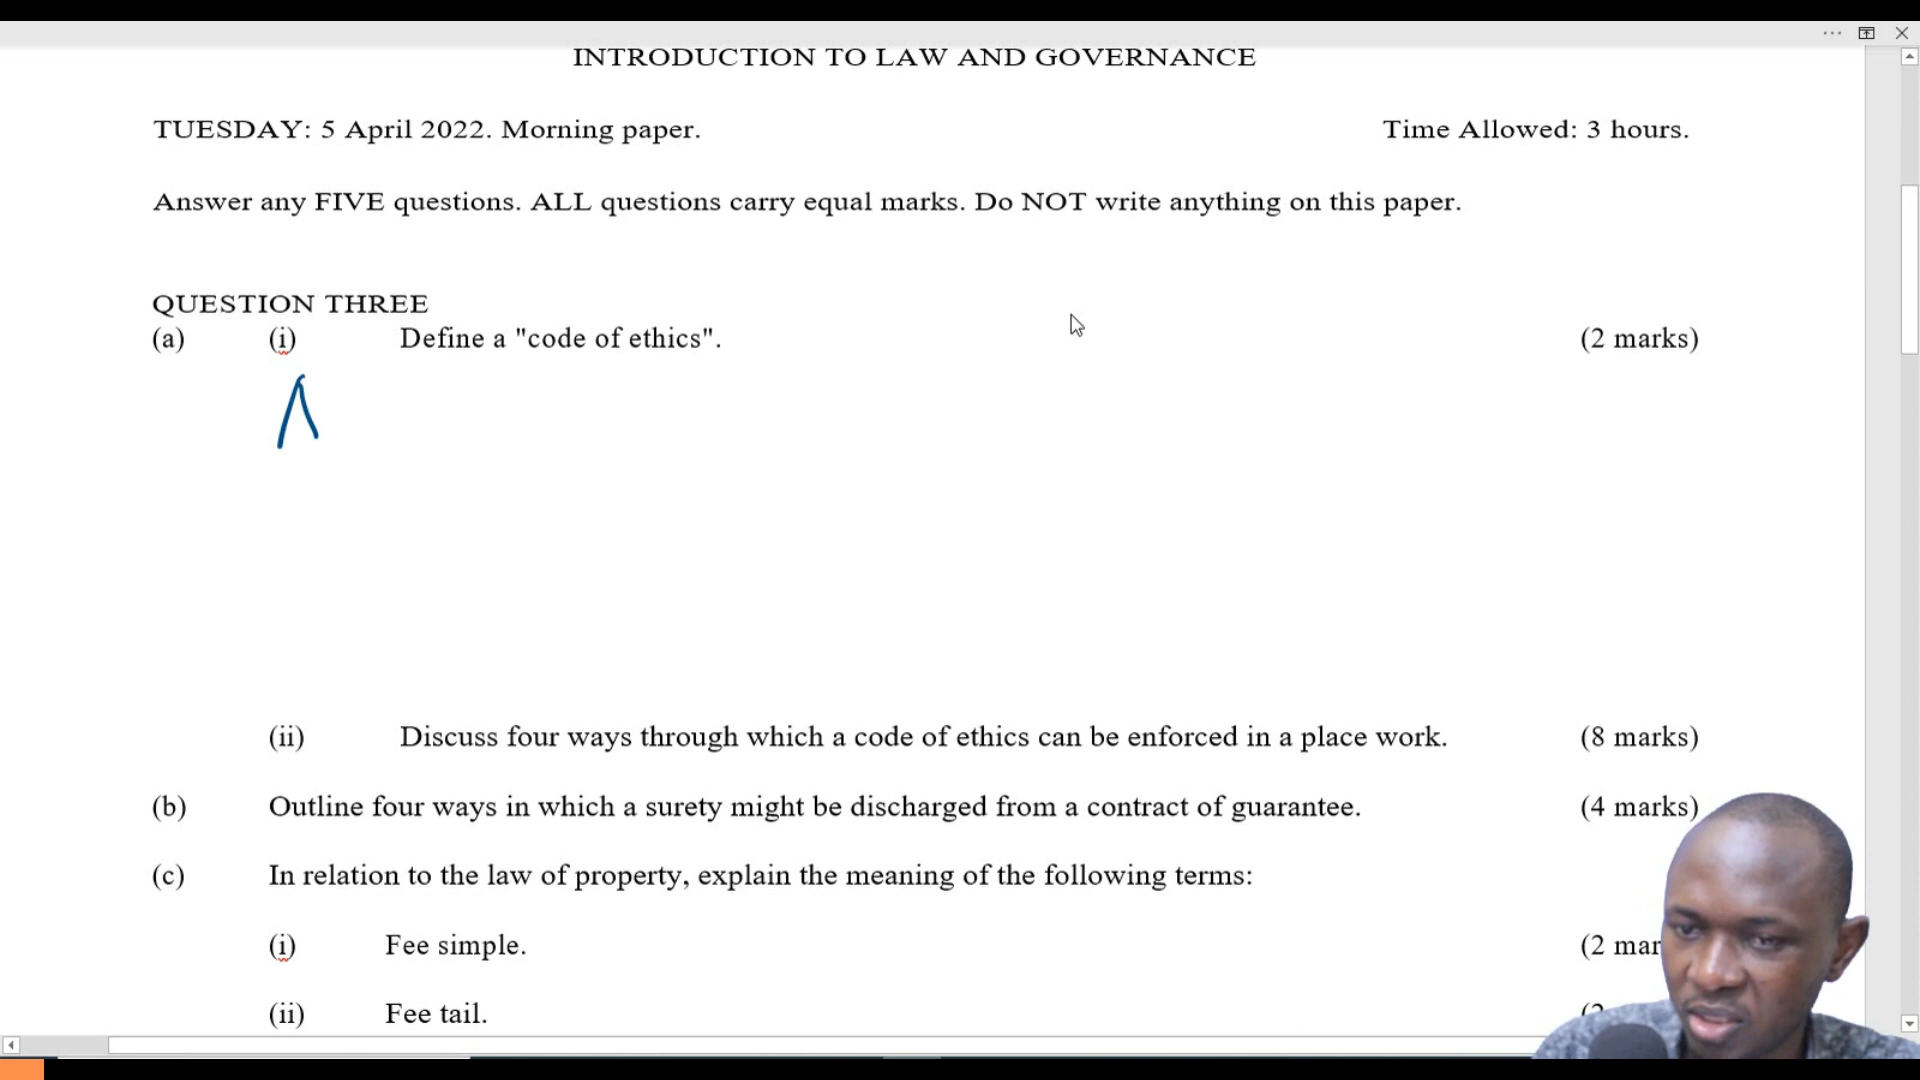 INTRODUCTION TO LAW AND GOVERNANCE
TUESDAY: 5 April 2022. Morning paper. Time Allowed: 3 hours.
Answer any FIVE questions. ALL questions carry equal marks. Do NOT write anything on this paper.
QUESTION THREE
(a) (i) Define a "code of ethics". (2 marks)
(ii) Discuss four ways through which a code of ethics can be enforced in a place work. (8 marks)
(b) Outline four ways in which a surety might be discharged from a contract of guarantee. (4 marks)
(c) In relation to the law of property, explain the meaning of the following terms:
(i) Fee simple. (2 mar
(ii) Fee tail.